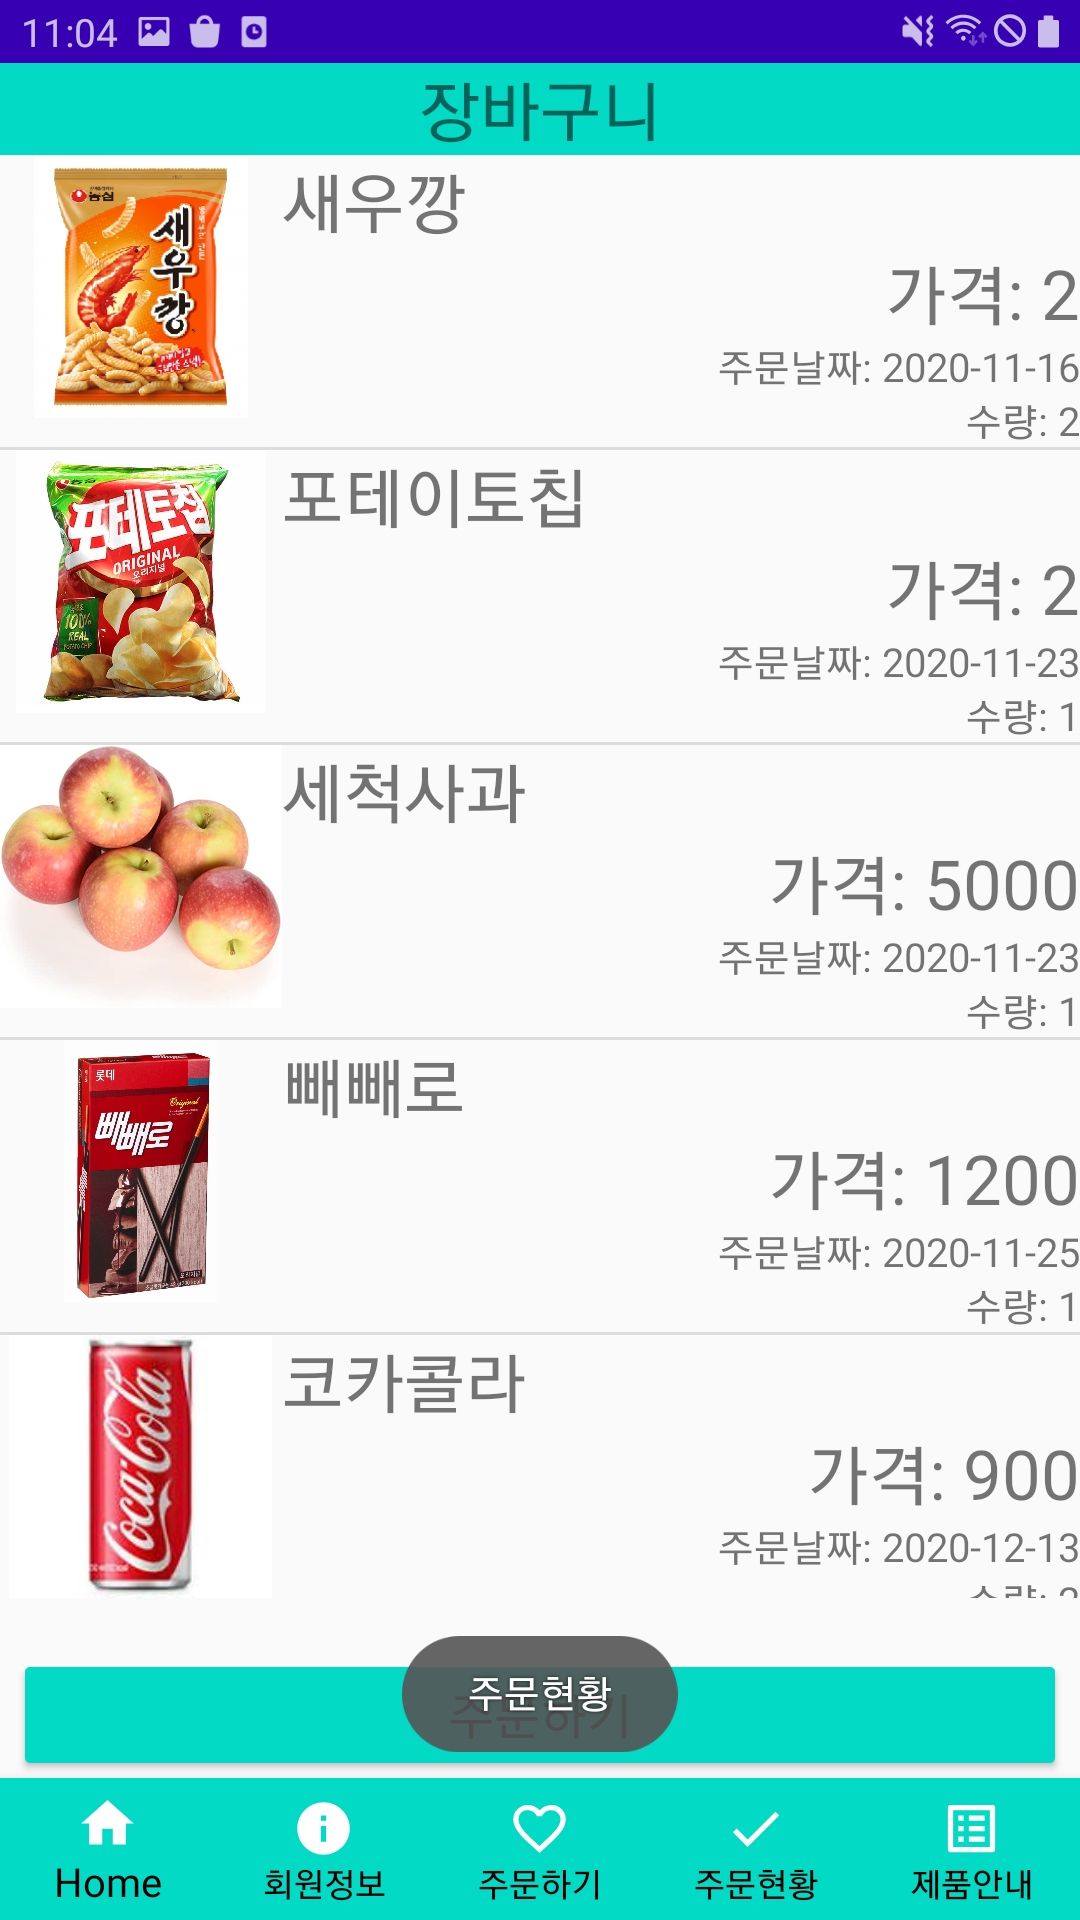 11:04
장바구니
농심
새우깡
새우깡
가격: 2
주문날짜: 2020-11-16
수량: 2
농심
포테토칩
ORIGINAL
오리지널
100%
REAL
POTATO CHIP
포테이토칩
가격: 2
주문날짜: 2020-11-23
수량: 1
세척사과
가격: 5000
주문날짜: 2020-11-23
수량: 1
롯데
Original
빼빼로
빼빼로
가격: 1200
주문날짜: 2020-11-25
수량: 1
Coca-Cola
코카콜라
가격: 900
주문날짜: 2020-12-13
주문하기
주문현황
Home
회원정보
주문하기
주문현황
제품안내